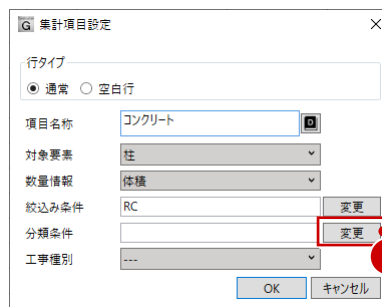 G 集計項目設定
行タイプ
通常 空白行
項目名称 コンクリート D
対象要素 柱
数量情報 体積
絞込み条件 RC 変更
分類条件 変更
工事種別 ---
OK キャンセル